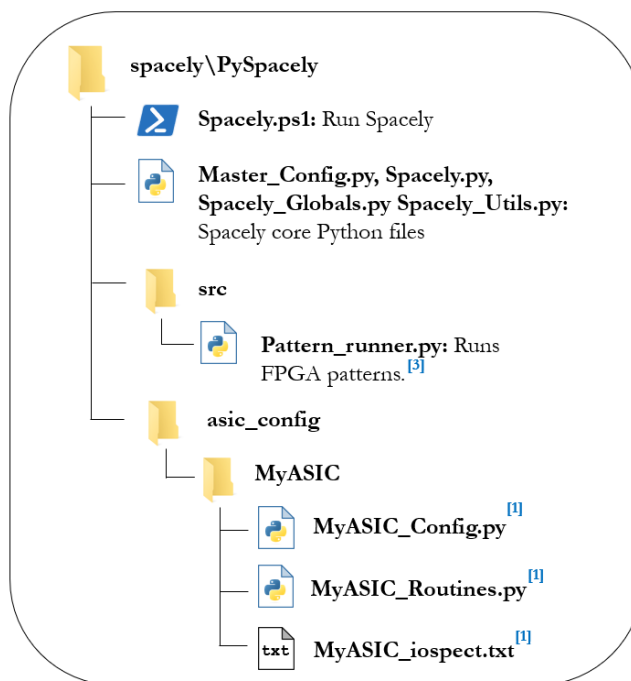 spacely\PySpacely
Spacely.ps1: Run Spacely
Master_Config.py, Spacely.py,
Spacely_Globals.py Spacely_Utils.py:
Spacely core Python files
src
Pattern_runner.py: Runs
FPGA patterns.[3]
asic_config
MyASIC
MyASIC_Config.py[1]
MyASIC_Routines.py[1]
txt MyASIC_iospect.txt[1]